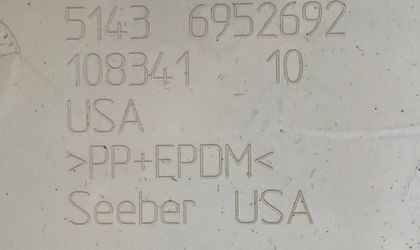 5143 6952692
108341 10
USA
>PP+EPDM<
Seeber USA